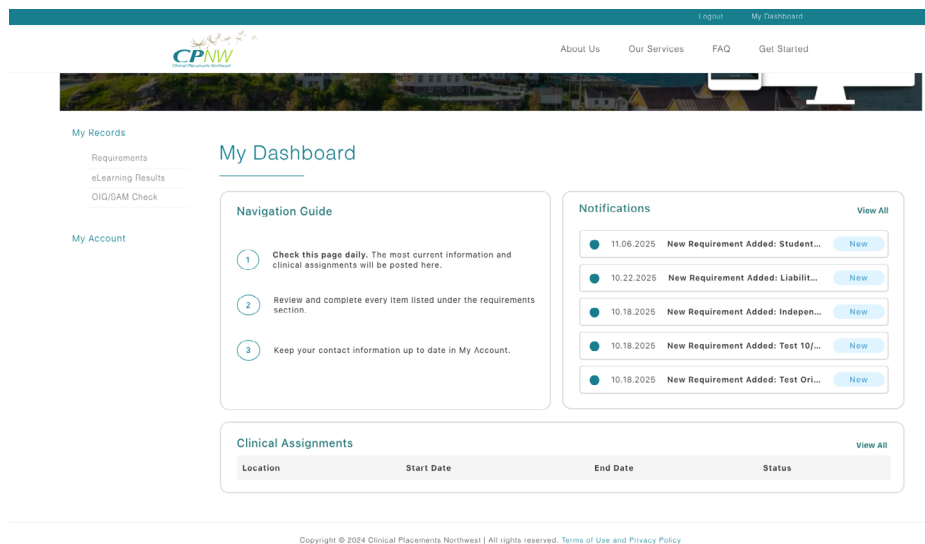 Logout My Dashboard
CPNW
Clinical Placements Northwest
About Us Our Services FAQ Get Started
My Records
Requirements
eLearning Results
OIG/SAM Check
My Account
My Dashboard
Navigation Guide
1 Check this page daily. The most current information and
clinical assignments will be posted here.
2 Review and complete every item listed under the requirements
section.
3 Keep your contact information up to date in My Account.
Notifications View All
11.06.2025 New Requirement Added: Student... New
10.22.2025 New Requirement Added: Liabilit... New
10.18.2025 New Requirement Added: Indepen... New
10.18.2025 New Requirement Added: Test 10/... New
10.18.2025 New Requirement Added: Test Ori... New
Clinical Assignments View All
Location Start Date End Date Status
Copyright © 2024 Clinical Placements Northwest | All rights reserved. Terms of Use and Privacy Policy